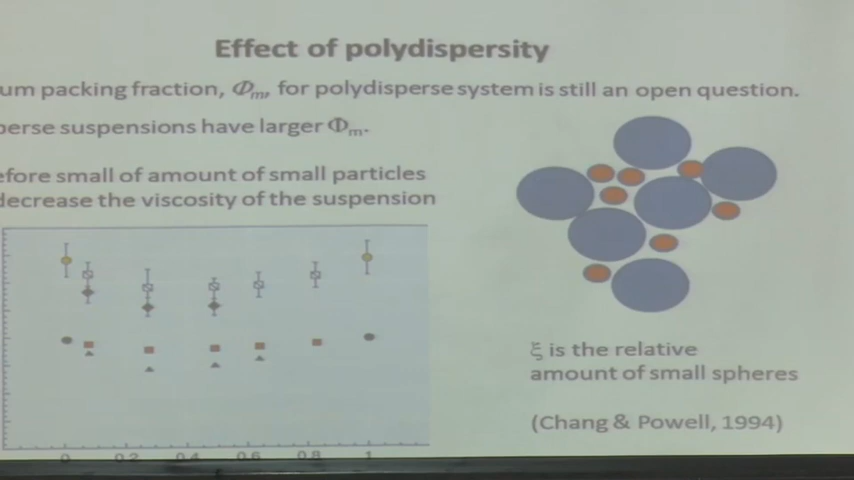 Effect of polydispersity
um packing fraction, Φm, for polydisperse system is still an open question.
perse suspensions have larger Φm.
efore small of amount of small particles
decrease the viscosity of the suspension
0 0.2 0.4 0.6 0.8 1
ξ is the relative
amount of small spheres
(Chang & Powell, 1994)